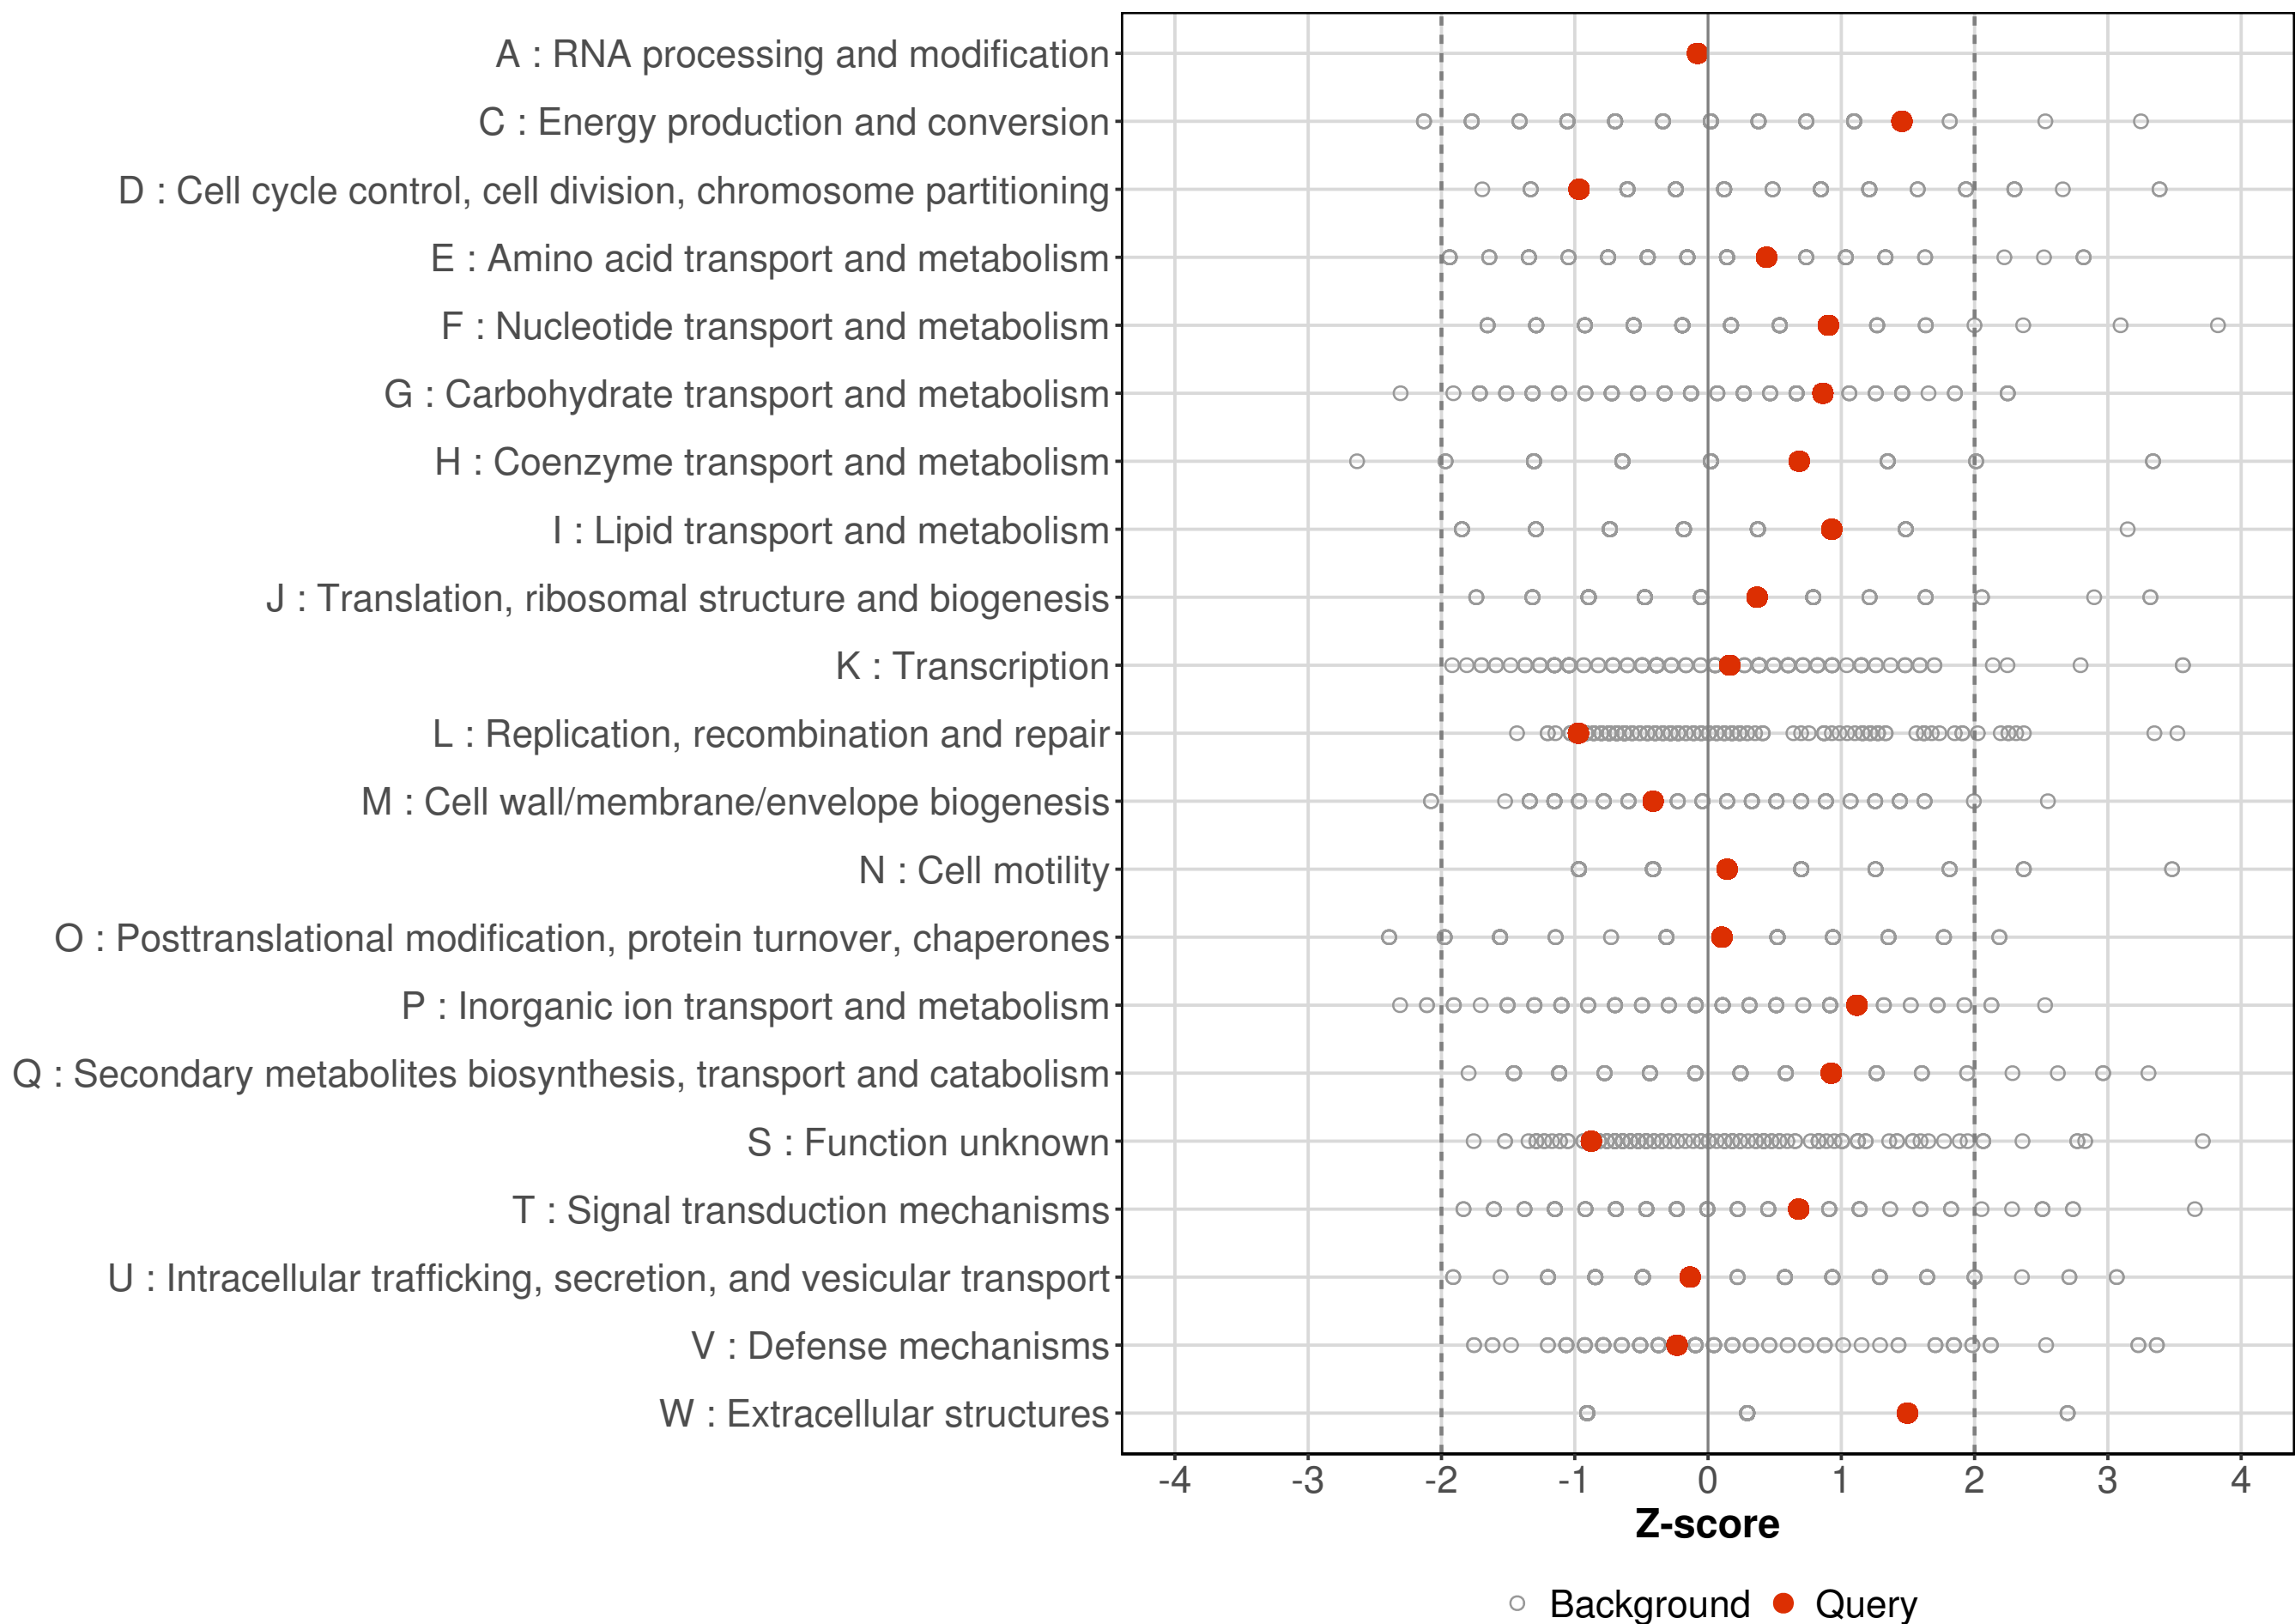 A : RNA processing and modification
C : Energy production and conversion
D : Cell cycle control, cell division, chromosome partitioning
E : Amino acid transport and metabolism
F : Nucleotide transport and metabolism
G : Carbohydrate transport and metabolism
H : Coenzyme transport and metabolism
I : Lipid transport and metabolism
J : Translation, ribosomal structure and biogenesis
K : Transcription
L : Replication, recombination and repair
M : Cell wall/membrane/envelope biogenesis
N : Cell motility
O : Posttranslational modification, protein turnover, chaperones
P : Inorganic ion transport and metabolism
Q : Secondary metabolites biosynthesis, transport and catabolism
S : Function unknown
T : Signal transduction mechanisms
U : Intracellular trafficking, secretion, and vesicular transport
V : Defense mechanisms
W : Extracellular structures
-4 -3 -2 -1 0 1 2 3 4
Z-score
Background Query